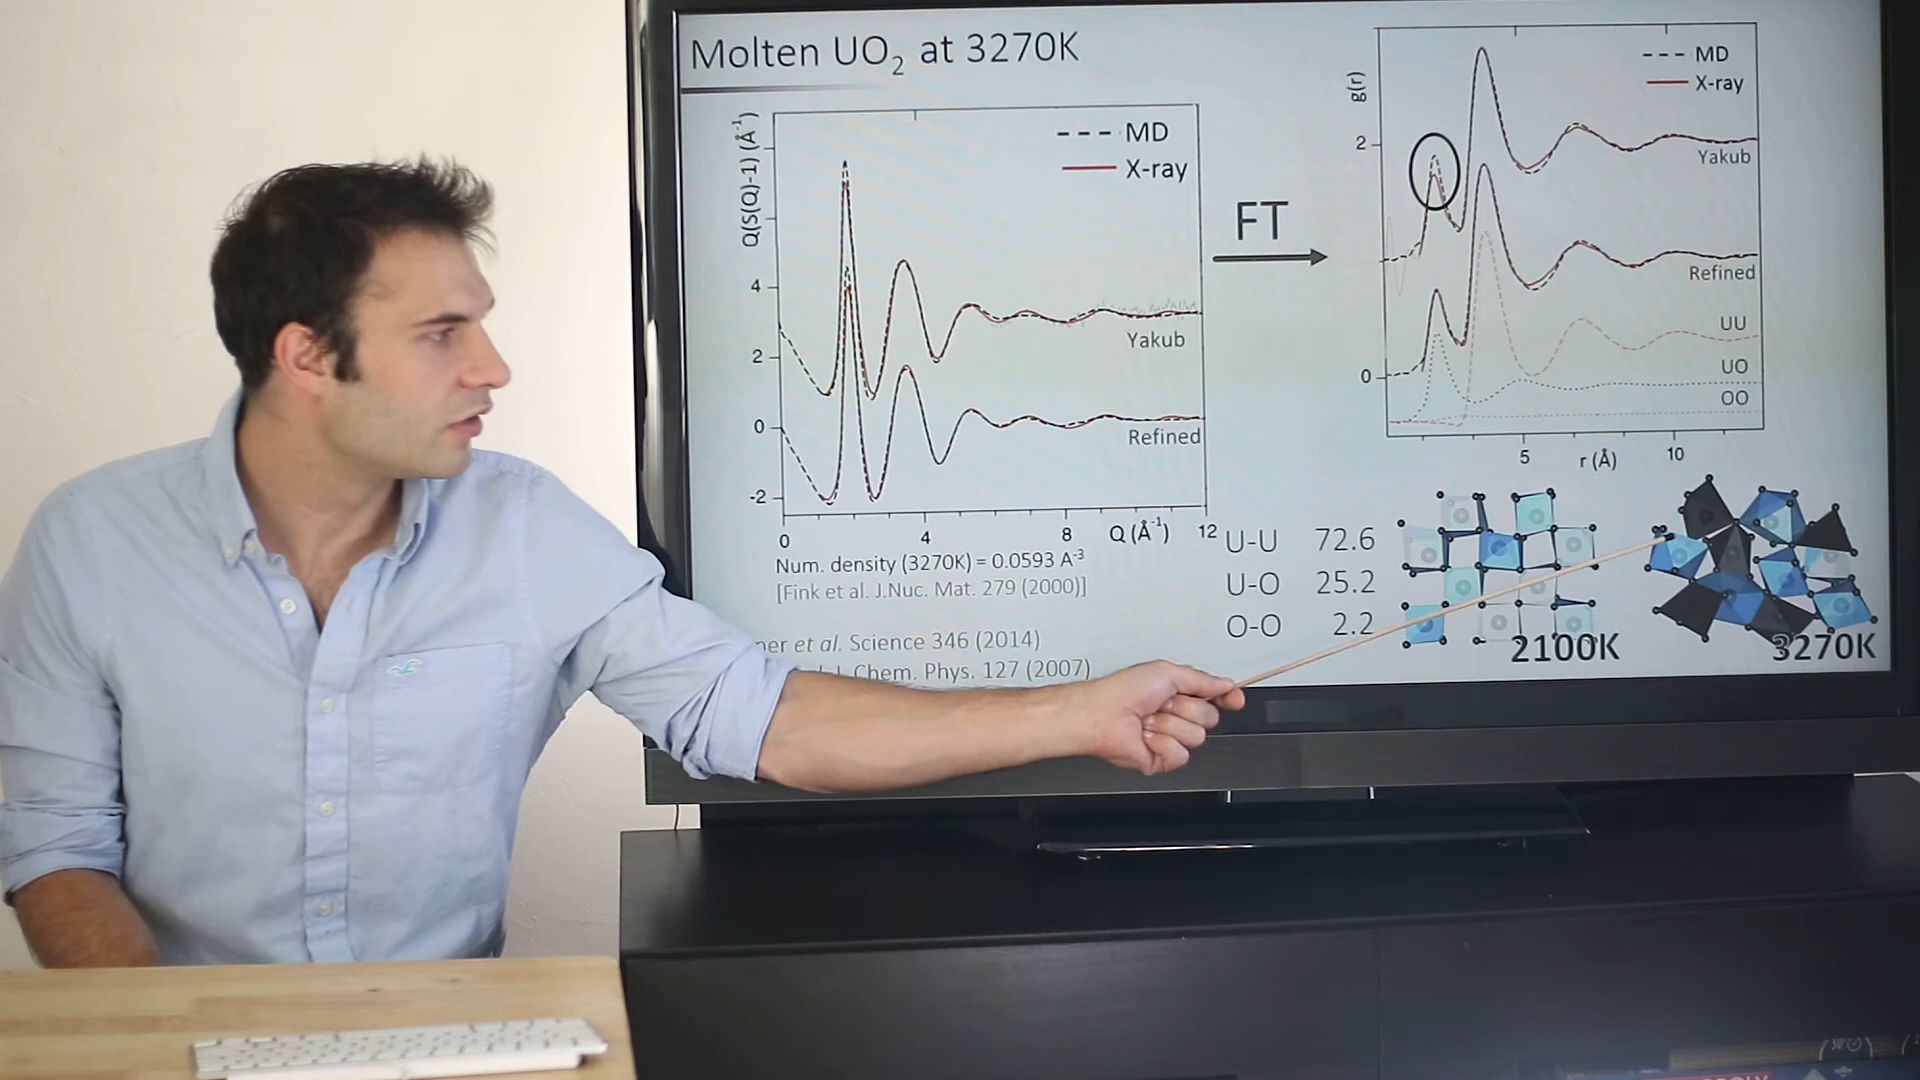 Molten UO₂ at 3270K
Q(S(Q)-1) (Å⁻¹)
MD
X-ray
4
2
0
-2
Yakub
Refined
0
4
8
Q (Å⁻¹)
12
Num. density (3270K) = 0.0593 A⁻³
[Fink et al. J.Nuc. Mat. 279 (2000)]
et al. Science 346 (2014)
Chem. Phys. 127 (2007)
FT
g(r)
MD
X-ray
2
0
Yakub
Refined
UU
UO
OO
5
r (Å)
10
U-U 72.6
U-O 25.2
O-O 2.2
2100K
3270K